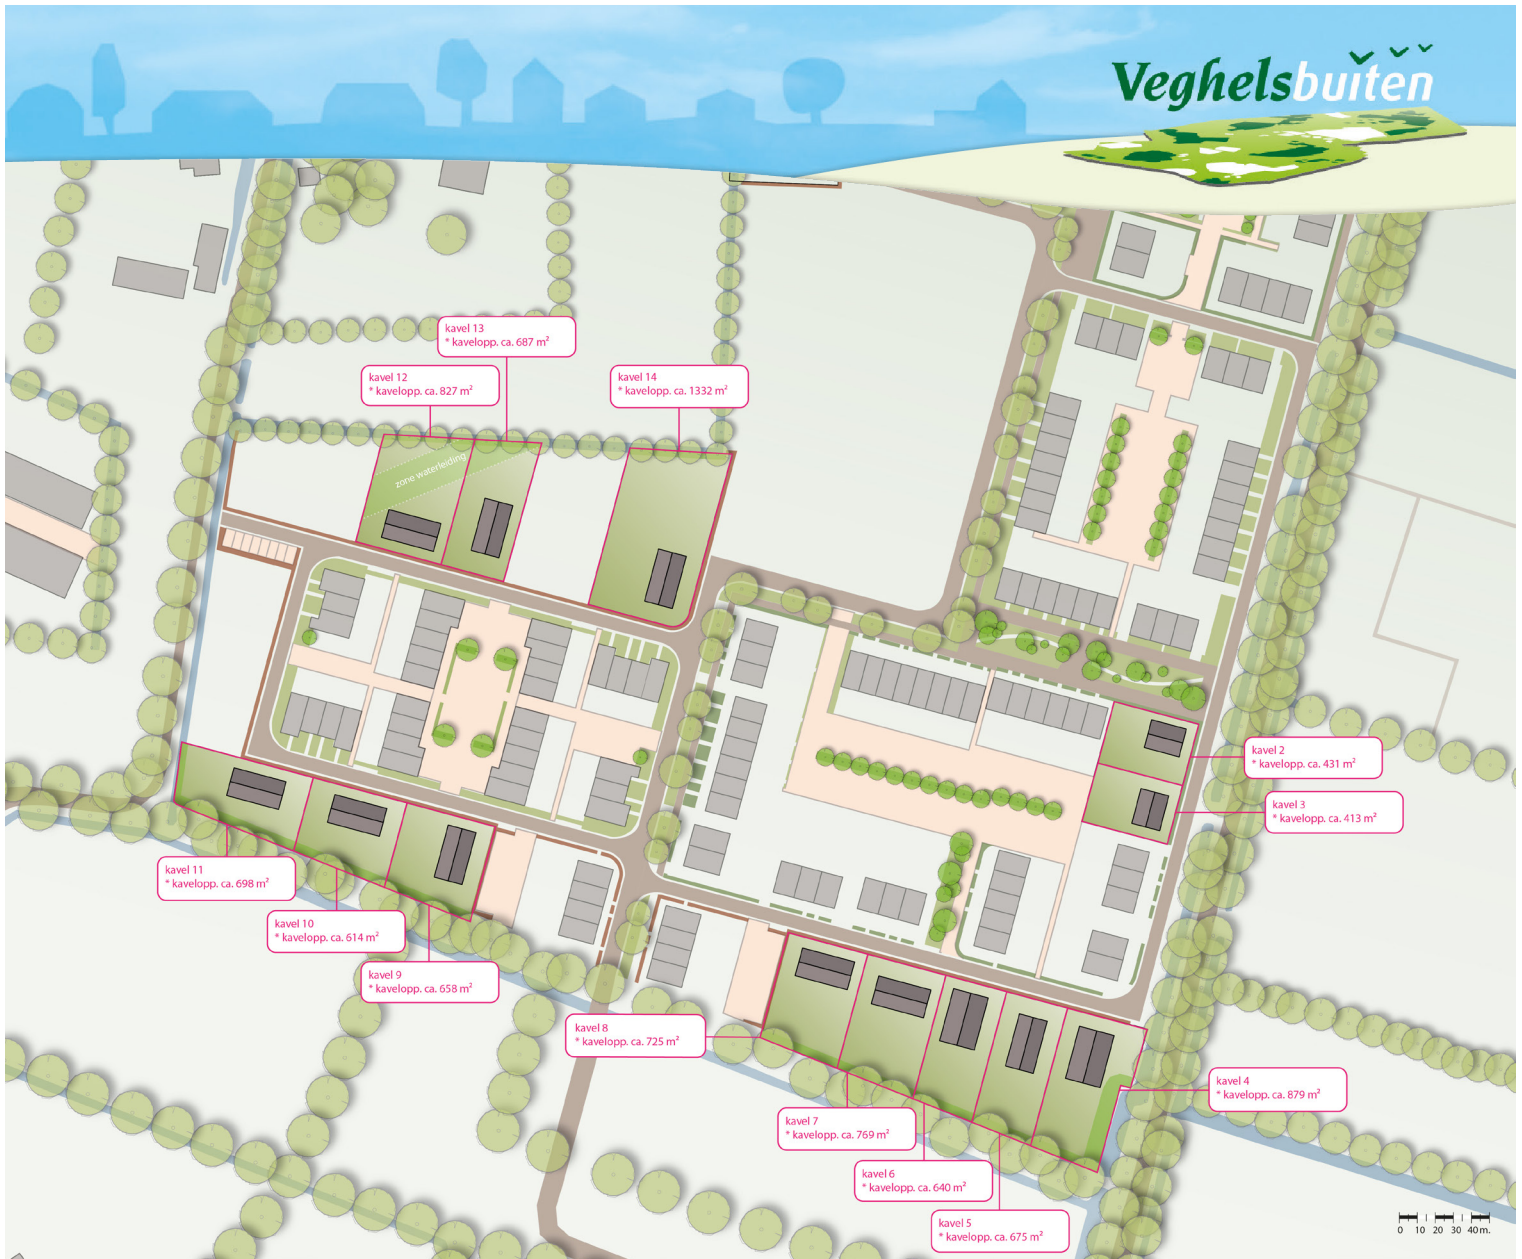 Veghelsbuiten
kavel 13
* kavelopp. ca. 687 m²
kavel 12
* kavelopp. ca. 827 m²
kavel 14
* kavelopp. ca. 1332 m²
zone waterleiding
kavel 2
* kavelopp. ca. 431 m²
kavel 3
* kavelopp. ca. 413 m²
kavel 11
* kavelopp. ca. 698 m²
kavel 10
* kavelopp. ca. 614 m²
kavel 9
* kavelopp. ca. 658 m²
kavel 8
* kavelopp. ca. 725 m²
kavel 4
* kavelopp. ca. 879 m²
kavel 7
* kavelopp. ca. 769 m²
kavel 6
* kavelopp. ca. 640 m²
kavel 5
* kavelopp. ca. 675 m²
0 10 20 30 40m.